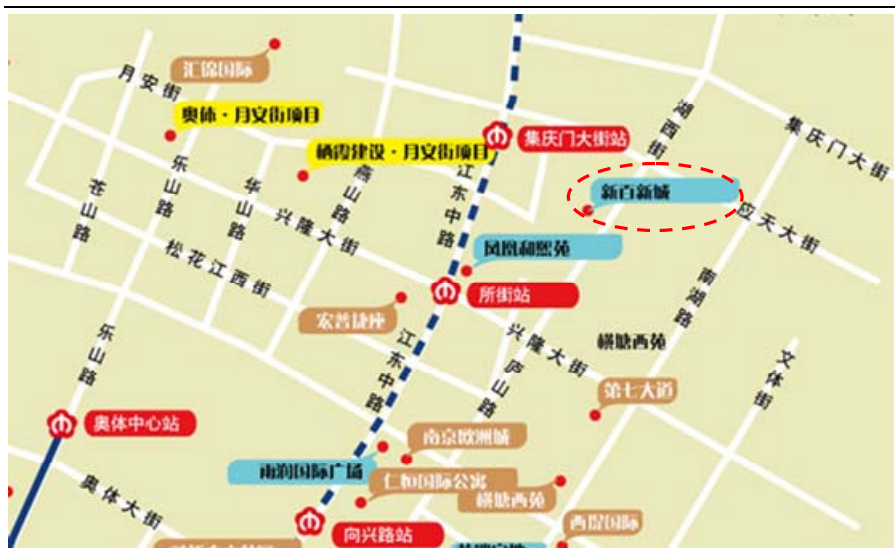 汇锦国际
月安街
奥体·月安街项目
栖霞建设·月安街项目
集庆门大街站
湖西街
集庆门大街
乐山路
华山路
燕山路
江东中路
苍山路
兴隆大街
松花江西街
新百新城
应天大街
凤凰和熙苑
南湖路
所街站
宏普捷座
乐山路
江东中路
兴隆大街
横塘西苑
庐山路
文体街
第七大道
奥体中心站
南京欧洲城
雨润国际广场
仁恒国际公寓
横塘西苑
奥体大街
向兴路站
西堤国际